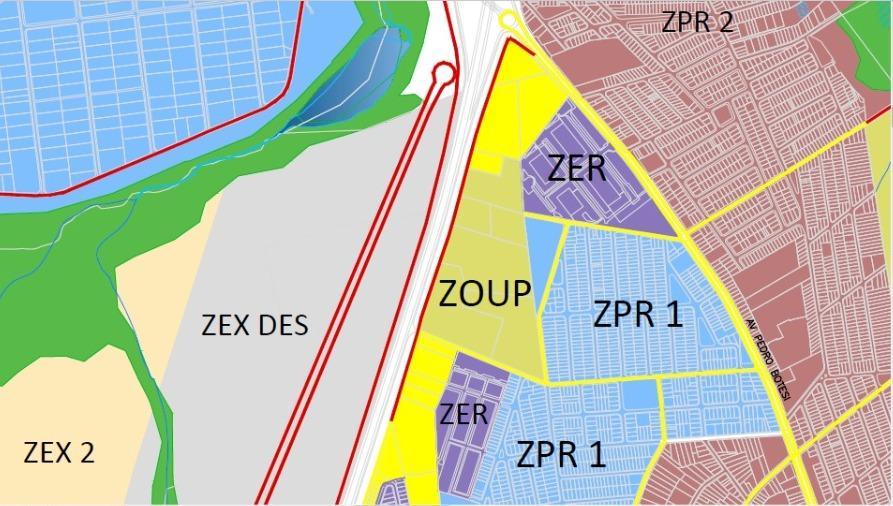 ZPR 2
ZER
ZOUP
ZPR 1
ZEX DES
AV. PEDRO BOTESI
ZER
ZEX 2
ZPR 1